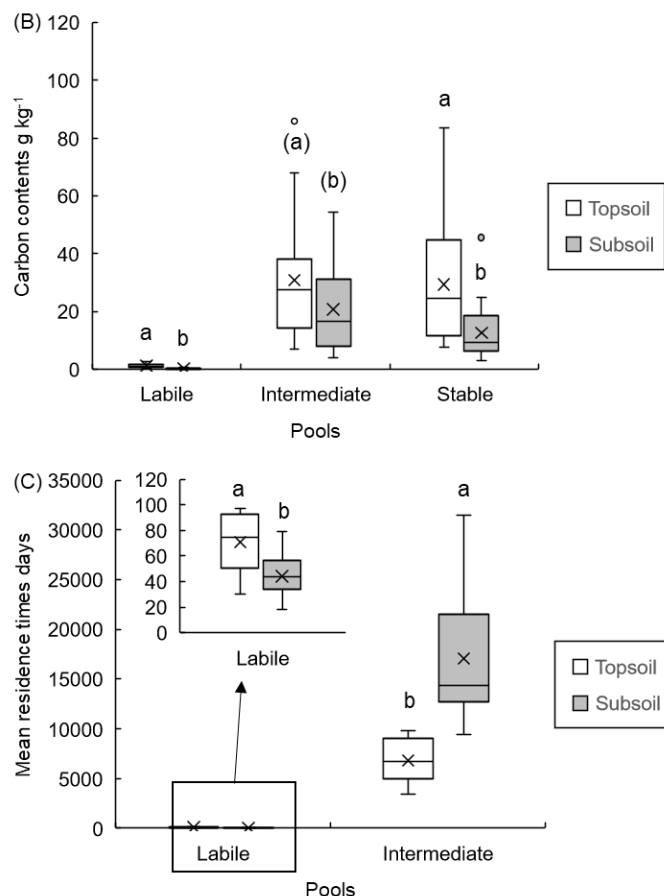 (B)
120
100
80
60
40
20
0
Carbon contents g kg⁻¹
a
b
(a)
(b)
a
b
Labile Intermediate Stable
Pools
Topsoil
Subsoil
(C)
35000
30000
25000
20000
15000
10000
5000
0
Mean residence times days
120
100
80
60
40
20
0
a
b
Labile
b
a
Labile Intermediate
Pools
Topsoil
Subsoil